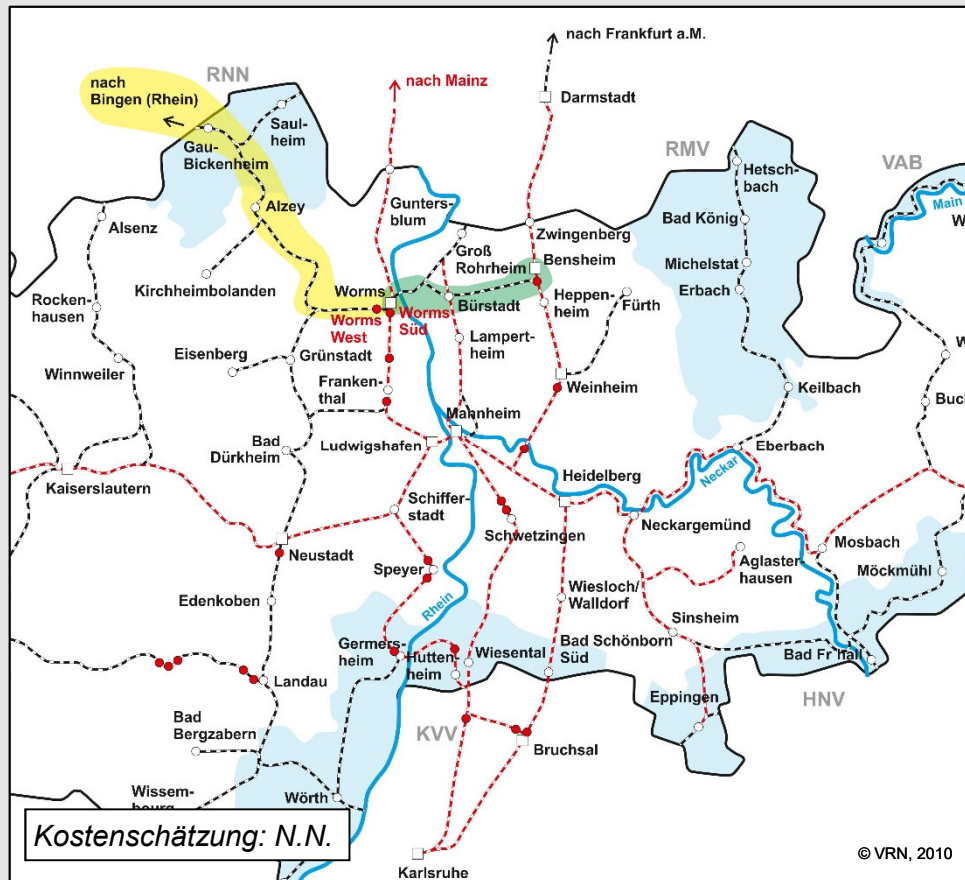 nach Frankfurt a.M.
RNN
nach
Bingen (Rhein)
nach Mainz
Darmstadt
Saul-
heim
RMV
VAB
Gau-
Bickenheim
Hetsch-
bach
Gunters-
blum
Main
Alzey
Alsenz
Bad König
Zwingenberg
Groß
Rohrheim
Bensheim
Michelstat
Kirchheimbolanden
Worms
Erbach
Rocken-
hausen
Worms
West
Worms
Süd
Bürstadt
Heppen-
heim
Fürth
Lampert-
heim
Eisenberg
Grünstadt
Winnweiler
Franken-
thal
Weinheim
Keilbach
Buc
Mannheim
Bad
Dürkheim
Ludwigshafen
Eberbach
Heidelberg
Neckar
Kaiserslautern
Schiffer-
stadt
Neckargemünd
Schwetzingen
Neustadt
Mosbach
Aglaster-
hausen
Möckmühl
Speyer
Edenkoben
Rhein
Wiesloch/
Walldorf
Sinsheim
Germers-
heim
Hutten-
heim
Wiesental
Bad Schönborn
Süd
Bad Fr'hall
Landau
Eppingen
HNV
Bad
Bergzabern
KVV
Bruchsal
Wissem-
Wörth
Kostenschätzung: N.N.
Karlsruhe
© VRN, 2010